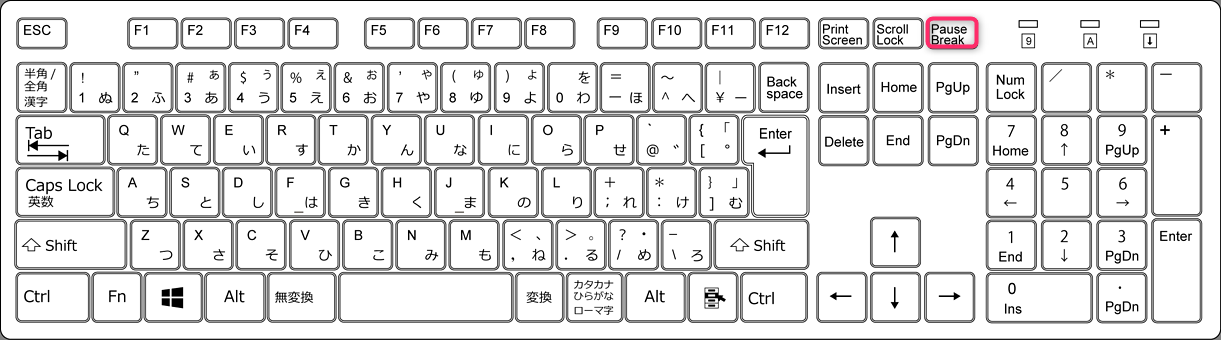 ESC F1 F2 F3 F4 F5 F6 F7 F8 F9 F10 F11 F12 Print Screen Scroll Lock Pause Break 9 A ↓
半角/全角 漢字 ! 1 ぬ " 2 ふ # ぁ 3 あ $ ぅ 4 う % ぇ 5 え & ぉ 6 お ' ゃ 7 や ( ゅ 8 ゆ ) ょ 9 よ を 0 わ = - ほ ～ ^ へ | ¥ ー Back space Insert Home PgUp Num Lock ／ * －
Tab Q た W て E い R す T か Y ん U な I に O ら P せ ` @ ゛ { 「 [ ° Enter Delete End PgDn 7 Home 8 ↑ 9 PgUp +
Caps Lock 英数 A ち S と D し F _は G き H く J _ま K の L り + ; れ * : け } 」 ] む 4 ← 5 6 →
Shift Z つ X さ C そ V ひ B こ N み M も < 、 , ね > 。 . る ? ・ / め _ \ ろ Shift ↑ 1 End 2 ↓ 3 PgDn Enter
Ctrl Fn Alt 無変換 変換 カタカナ ひらがな ローマ字 Alt Ctrl ← ↓ → 0 Ins . PgDn